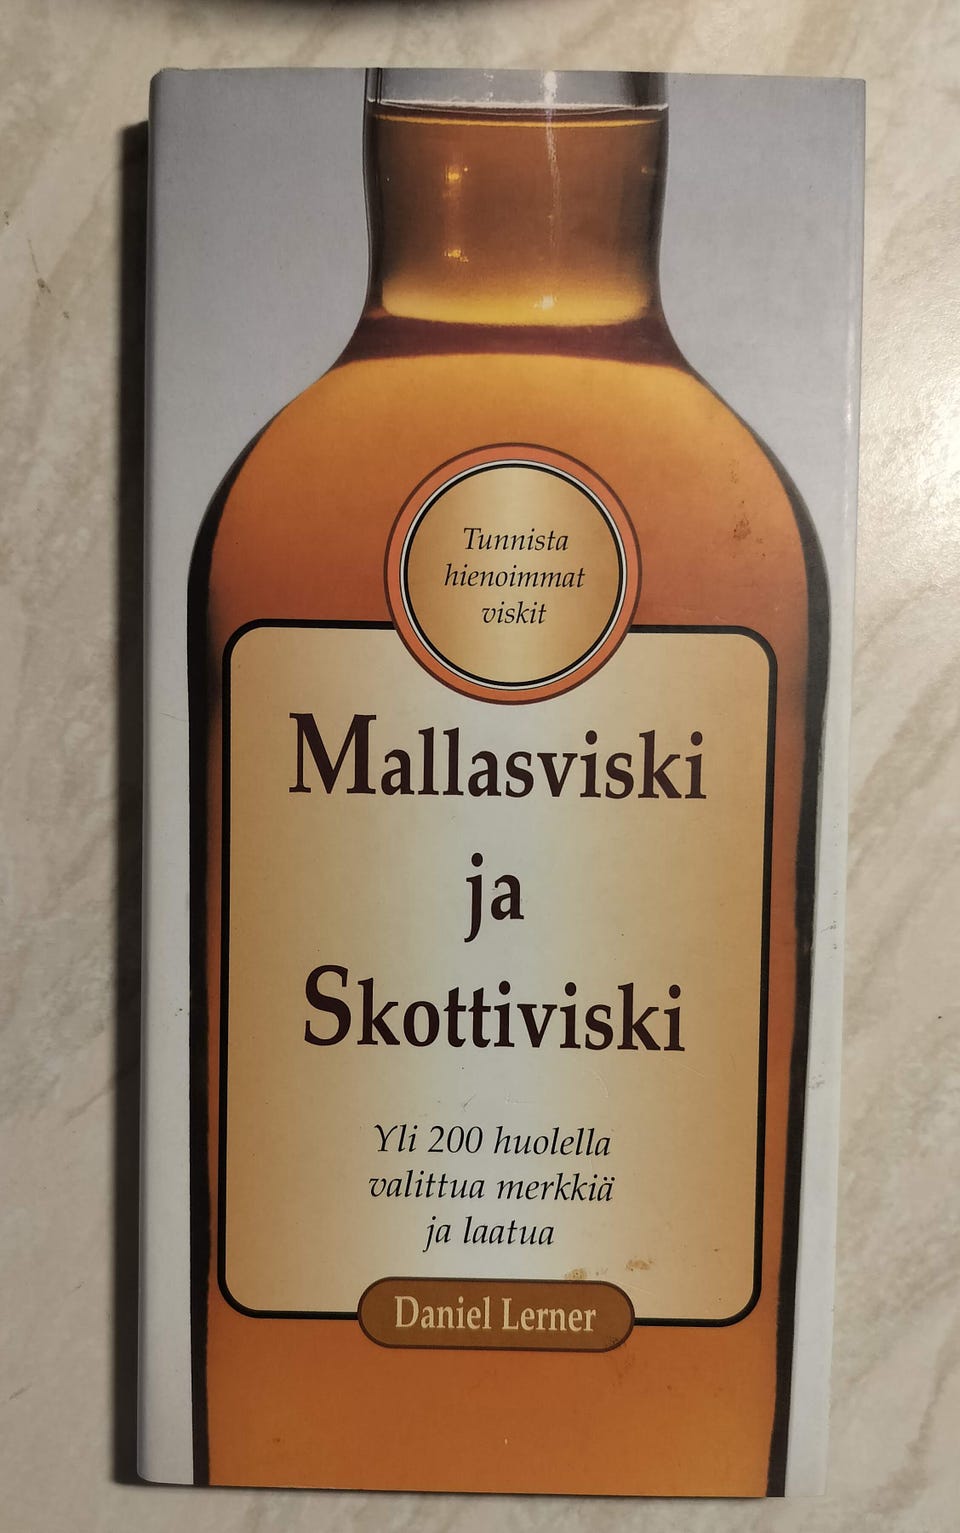 Tunnista
hienoimmat
viskit
Mallasviski
ja
Skottiviski
Yli 200 huolella
valittua merkkiä
ja laatua
Daniel Lerner